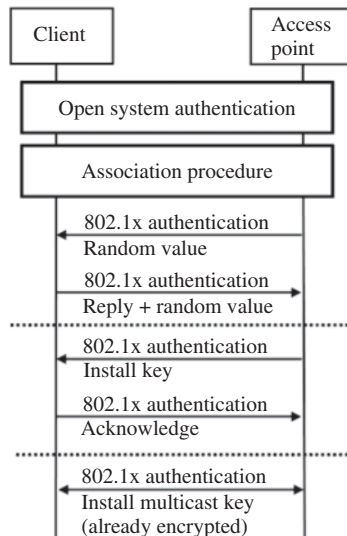 Client
Access
point
Open system authentication
Association procedure
802.1x authentication
Random value
802.1x authentication
Reply + random value
802.1x authentication
Install key
802.1x authentication
Acknowledge
802.1x authentication
Install multicast key
(already encrypted)